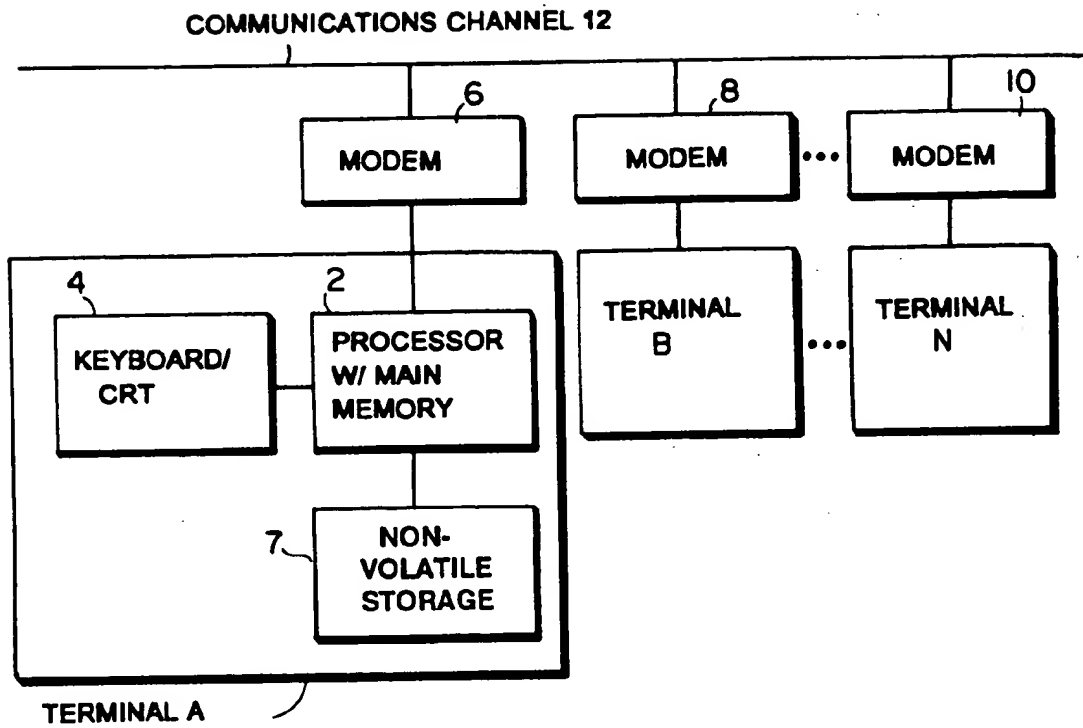 COMMUNICATIONS CHANNEL 12
6
MODEM
8
MODEM
•••
10
MODEM
4
KEYBOARD/
CRT
2
PROCESSOR
W/ MAIN
MEMORY
7
NON-
VOLATILE
STORAGE
TERMINAL A
TERMINAL
B
•••
TERMINAL
N